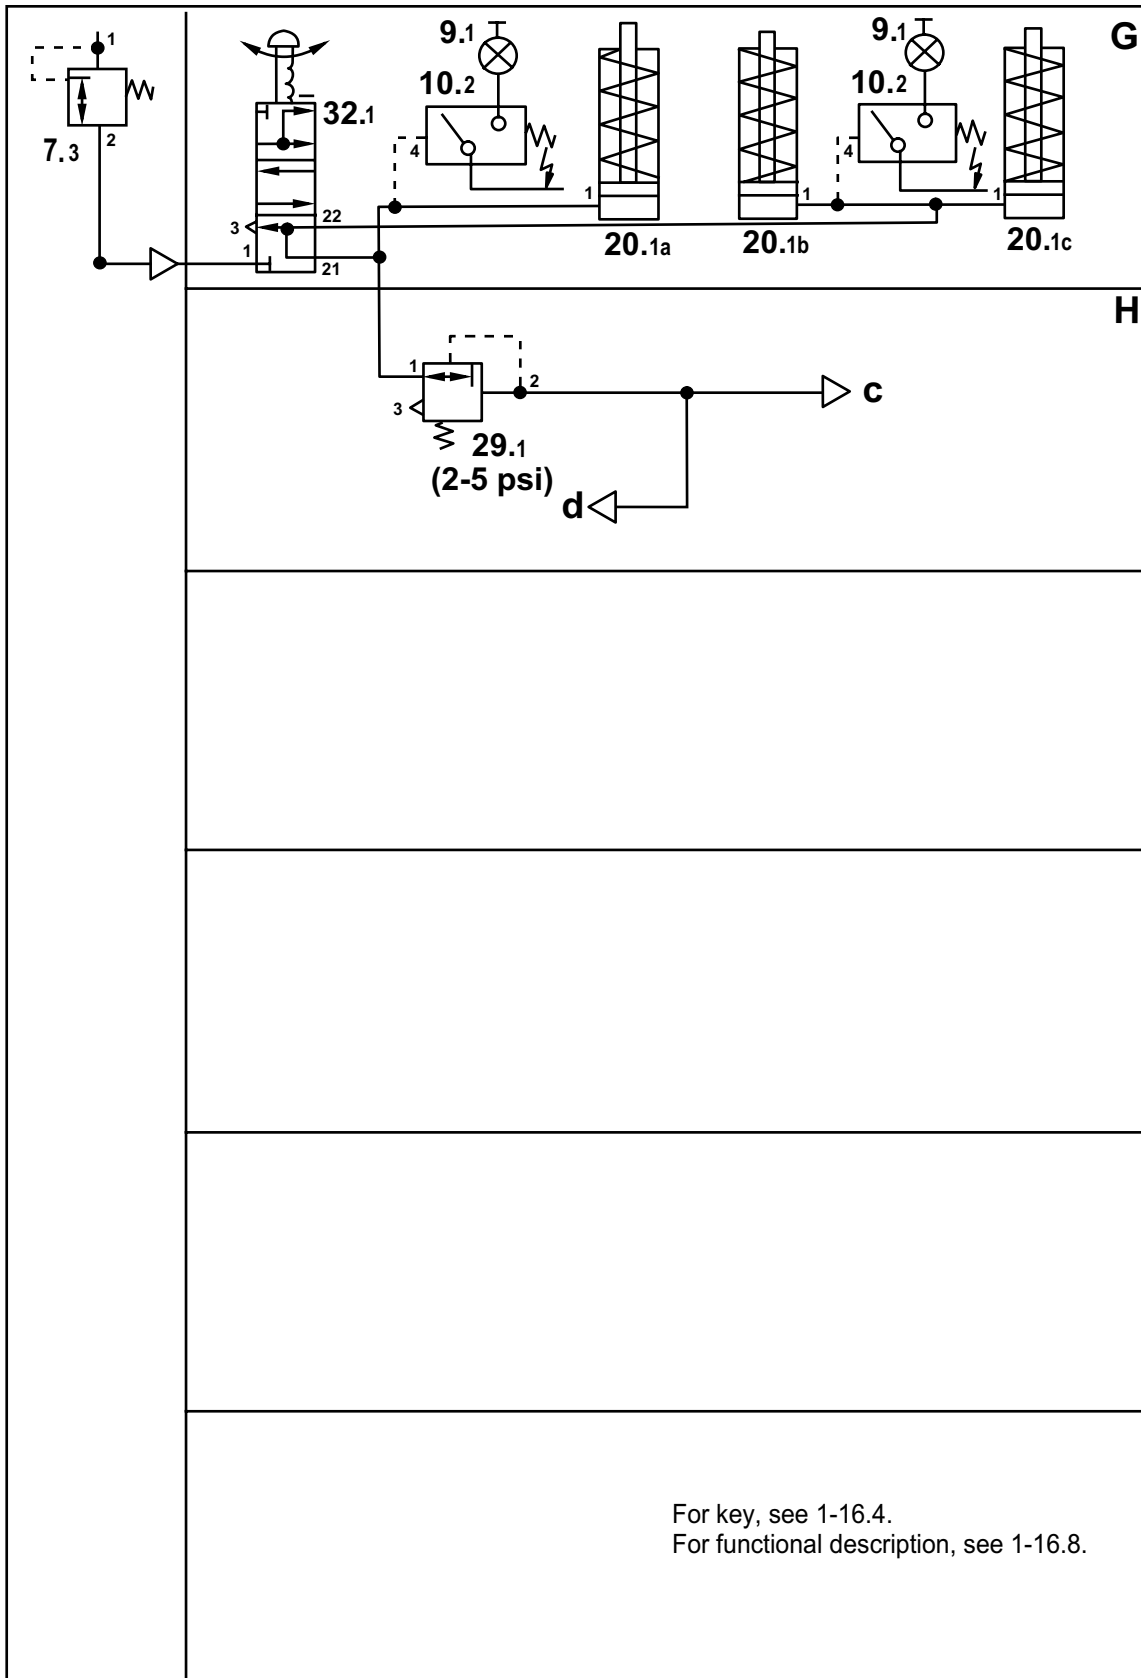 G
1
7.3
2
32.1
22
3
1
21
9.1
10.2
4
1
20.1a
1
20.1b
9.1
10.2
4
1
20.1c
H
1
2
3
29.1
(2-5 psi)
c
d
For key, see 1-16.4.
For functional description, see 1-16.8.